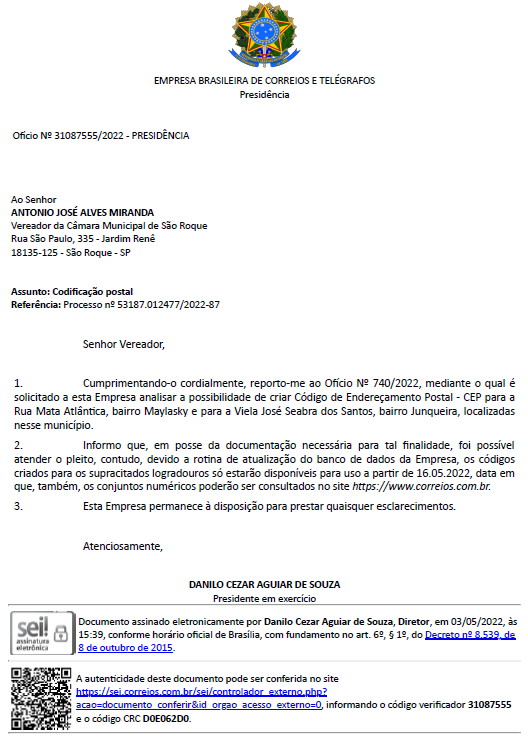 EMPRESA BRASILEIRA DE CORREIOS E TELÉGRAFOS
Presidência
Ofício Nº 31087555/2022 - PRESIDÊNCIA
Ao Senhor
ANTONIO JOSÉ ALVES MIRANDA
Vereador da Câmara Municipal de São Roque
Rua São Paulo, 335 - Jardim Renê
18135-125 - São Roque - SP
Assunto: Codificação postal
Referência: Processo nº 53187.012477/2022-87
Senhor Vereador,
1. Cumprimentando-o cordialmente, reporto-me ao Ofício Nº 740/2022, mediante o qual é
solicitado a esta Empresa analisar a possibilidade de criar Código de Endereçamento Postal - CEP para a
Rua Mata Atlântica, bairro Maylasky e para a Viela José Seabra dos Santos, bairro Junqueira, localizadas
nesse município.
2. Informo que, em posse da documentação necessária para tal finalidade, foi possível
atender o pleito, contudo, devido a rotina de atualização do banco de dados da Empresa, os códigos
criados para os supracitados logradouros só estarão disponíveis para uso a partir de 16.05.2022, data em
que, também, os conjuntos numéricos poderão ser consultados no site https://www.correios.com.br.
3. Esta Empresa permanece à disposição para prestar quaisquer esclarecimentos.
Atenciosamente,
DANILO CEZAR AGUIAR DE SOUZA
Presidente em exercício
sei!
assinatura
eletrônica
Documento assinado eletronicamente por Danilo Cezar Aguiar de Souza, Diretor, em 03/05/2022, às
15:39, conforme horário oficial de Brasília, com fundamento no art. 6º, § 1º, do Decreto nº 8.539, de
8 de outubro de 2015.
A autenticidade deste documento pode ser conferida no site
https://sei.correios.com.br/sei/controlador_externo.php?
acao=documento_conferir&id_orgao_acesso_externo=0, informando o código verificador 31087555
e o código CRC D0E062D0.